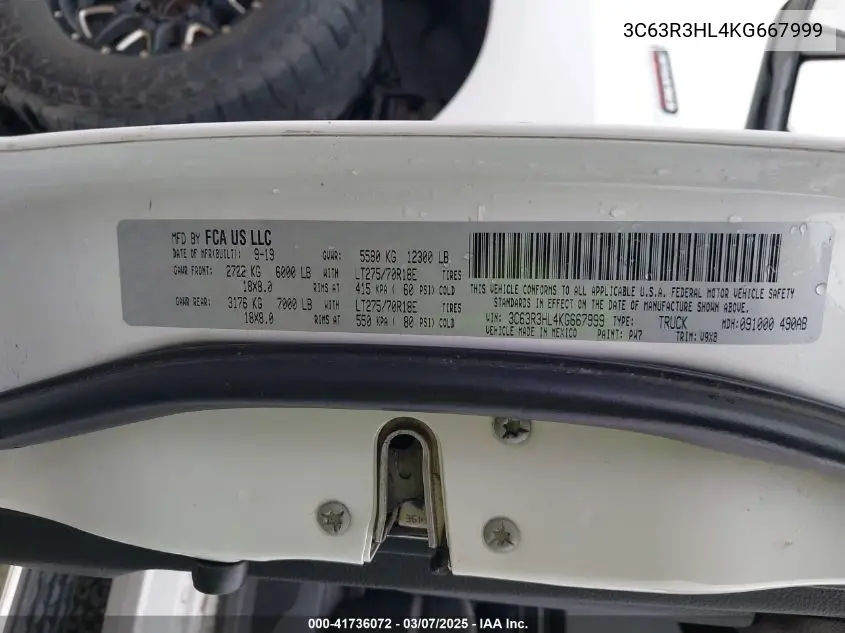 3C63R3HL4KG667999
MFD BY FCA US LLC
DATE OF MFR(BUILT): 9-19 GVWR: 5580 KG 12300 LB
GAWR FRONT: 2722 KG 6000 LB WITH LT275/70R18E TIRES
18X8.0 RIMS AT 415 KPA ( 60 PSI) COLD
GAWR REAR: 3176 KG 7000 LB WITH LT275/70R18E TIRES
18X8.0 RIMS AT 550 KPA ( 80 PSI) COLD
THIS VEHICLE CONFORMS TO ALL APPLICABLE U.S.A. FEDERAL MOTOR VEHICLE SAFETY
STANDARDS IN EFFECT ON THE DATE OF MANUFACTURE SHOWN ABOVE.
VIN: 3C63R3HL4KG667999 TYPE: TRUCK MDH:091000 490AB
VEHICLE MADE IN MEXICO PAINT: PW7 TRIM: V9X8
000-41736072 — 03/07/2025 — IAA Inc.